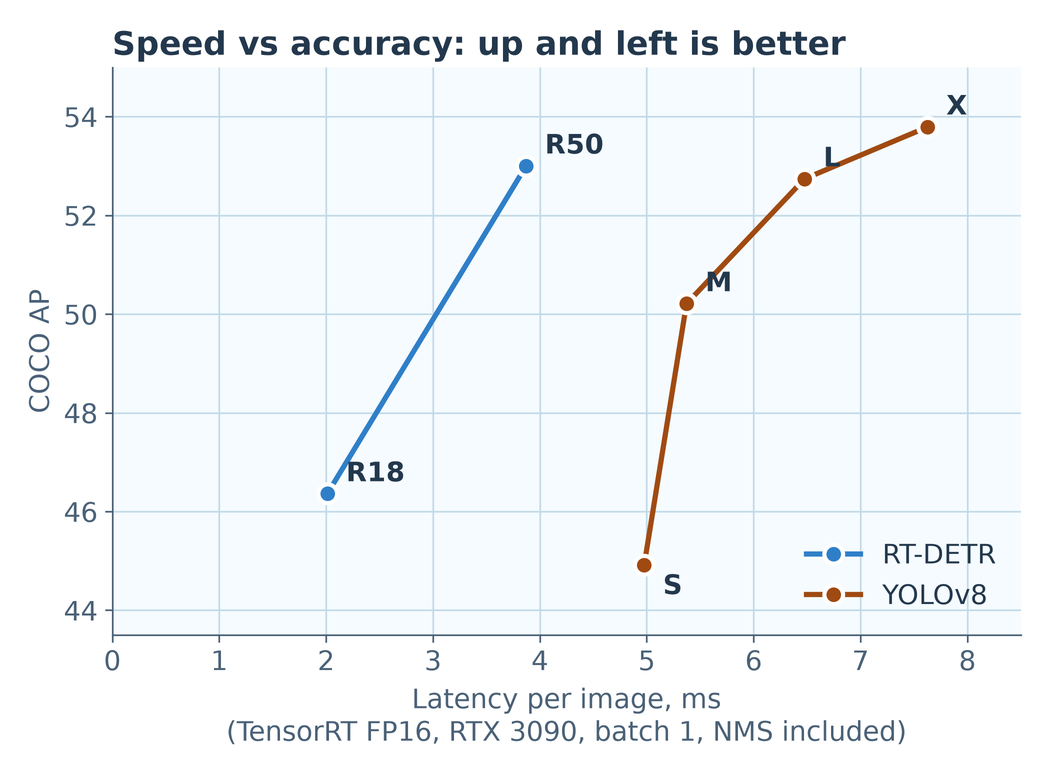 Speed vs accuracy: up and left is better
COCO AP
54
52
50
48
46
44
R50
R18
X
L
M
S
RT-DETR
YOLOv8
0 1 2 3 4 5 6 7 8
Latency per image, ms
(TensorRT FP16, RTX 3090, batch 1, NMS included)